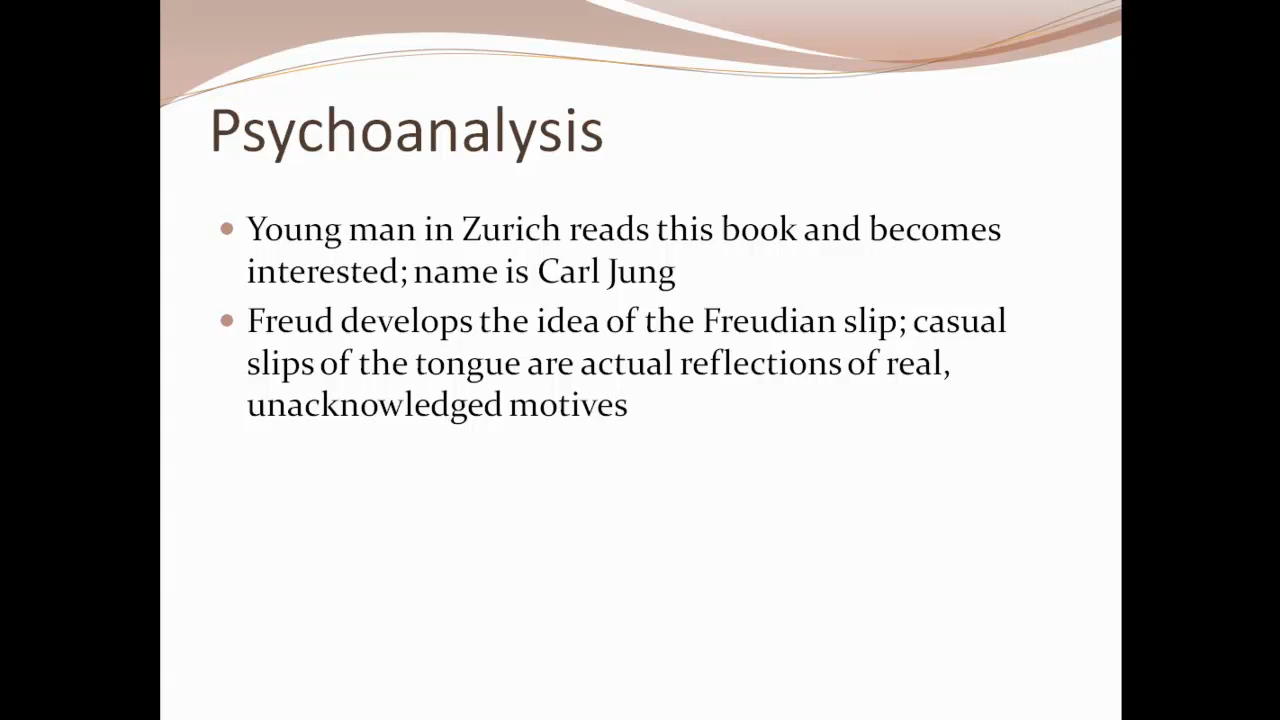 Psychoanalysis
• Young man in Zurich reads this book and becomes
interested; name is Carl Jung
• Freud develops the idea of the Freudian slip; casual
slips of the tongue are actual reflections of real,
unacknowledged motives